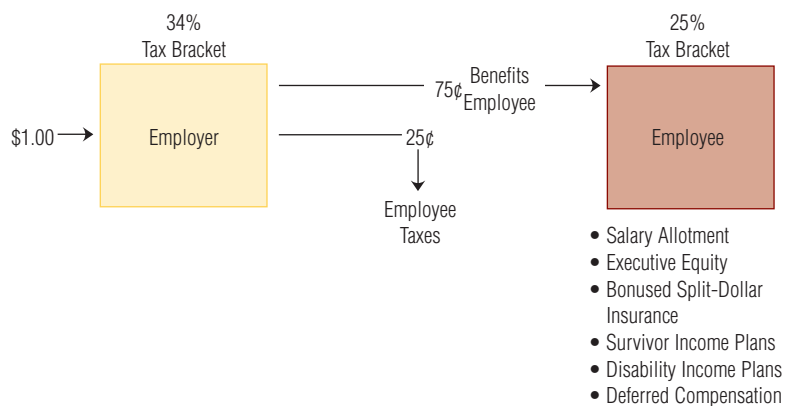 34%
Tax Bracket
25%
Tax Bracket
$1.00
Employer
75¢
Benefits
Employee
25¢
Employee
Taxes
Employee
• Salary Allotment
• Executive Equity
• Bonused Split-Dollar
Insurance
• Survivor Income Plans
• Disability Income Plans
• Deferred Compensation